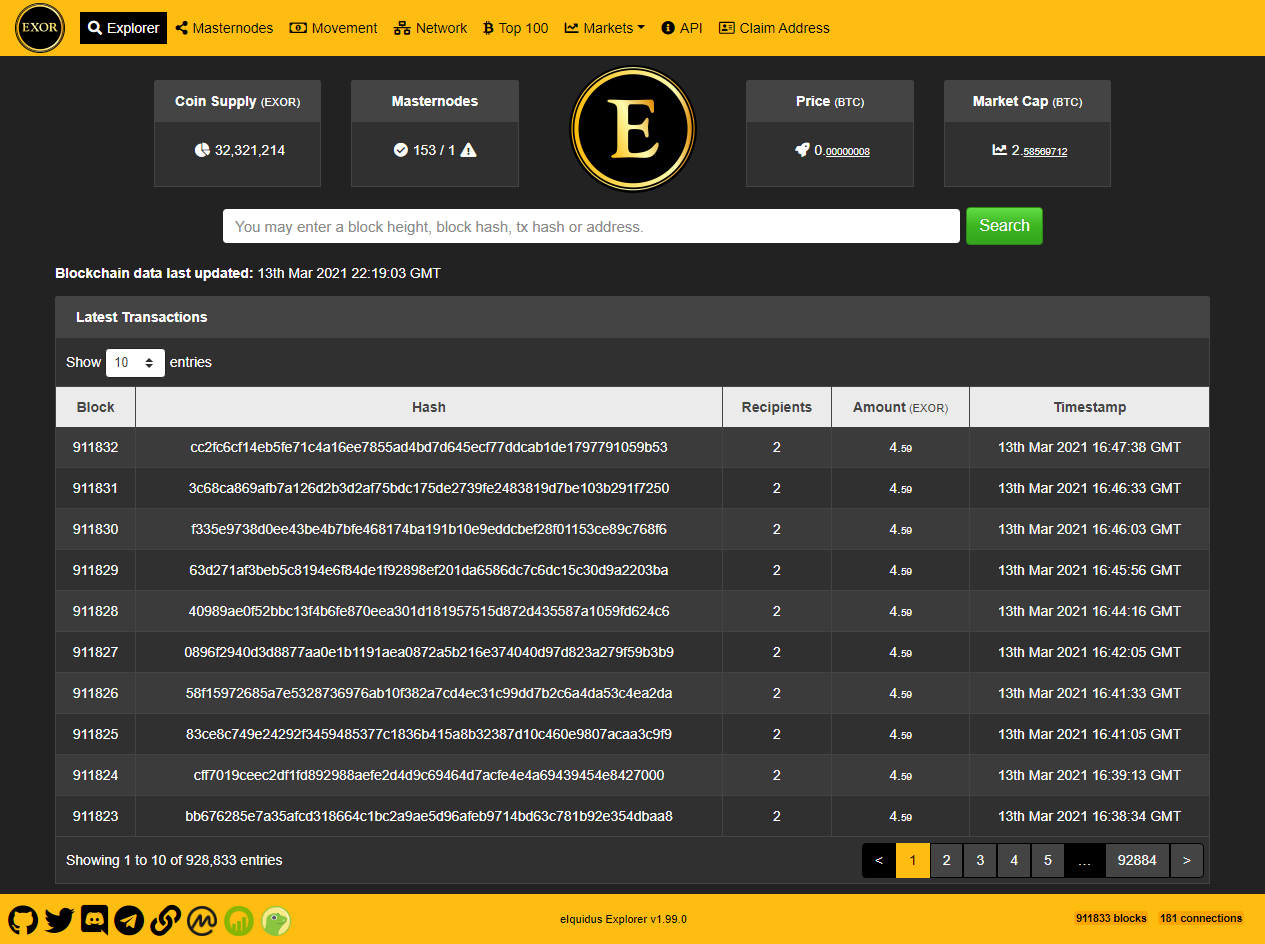 EXOR Explorer Masternodes Movement Network Top 100 Markets API Claim Address
Coin Supply (EXOR) Masternodes Price (BTC) Market Cap (BTC)
E
32,321,214 153 / 1 0.00000008 2.58569712
You may enter a block height, block hash, tx hash or address. Search
Blockchain data last updated: 13th Mar 2021 22:19:03 GMT
Latest Transactions
Show 10 entries
Block Hash Recipients Amount (EXOR) Timestamp
911832 cc2fc6cf14eb5fe71c4a16ee7855ad4bd7d645ecf77ddcab1de1797791059b53 2 4.59 13th Mar 2021 16:47:38 GMT
911831 3c68ca869afb7a126d2b3d2af75bdc175de2739fe2483819d7be103b291f7250 2 4.59 13th Mar 2021 16:46:33 GMT
911830 f335e9738d0ee43be4b7bfe468174ba191b10e9eddcbef28f01153ce89c768f6 2 4.59 13th Mar 2021 16:46:03 GMT
911829 63d271af3beb5c8194e6f84de1f92898ef201da6586dc7c6dc15c30d9a2203ba 2 4.59 13th Mar 2021 16:45:56 GMT
911828 40989ae0f52bbc13f4b6fe870eea301d181957515d872d435587a1059fd624c6 2 4.59 13th Mar 2021 16:44:16 GMT
911827 0896f2940d3d8877aa0e1b1191aea0872a5b216e374040d97d823a279f59b3b9 2 4.59 13th Mar 2021 16:42:05 GMT
911826 58f15972685a7e5328736976ab10f382a7cd4ec31c99dd7b2c6a4da53c4ea2da 2 4.59 13th Mar 2021 16:41:33 GMT
911825 83ce8c749e24292f3459485377c1836b415a8b32387d10c460e9807acaa3c9f9 2 4.59 13th Mar 2021 16:41:05 GMT
911824 cff7019ceec2df1fd892988aefe2d4d9c69464d7acfe4e4a69439454e8427000 2 4.59 13th Mar 2021 16:39:13 GMT
911823 bb676285e7a35afcd318664c1bc2a9ae5d96afeb9714bd63c781b92e354dbaa8 2 4.59 13th Mar 2021 16:38:34 GMT
Showing 1 to 10 of 928,833 entries < 1 2 3 4 5 … 92884 >
eIquidus Explorer v1.99.0 911833 blocks 181 connections